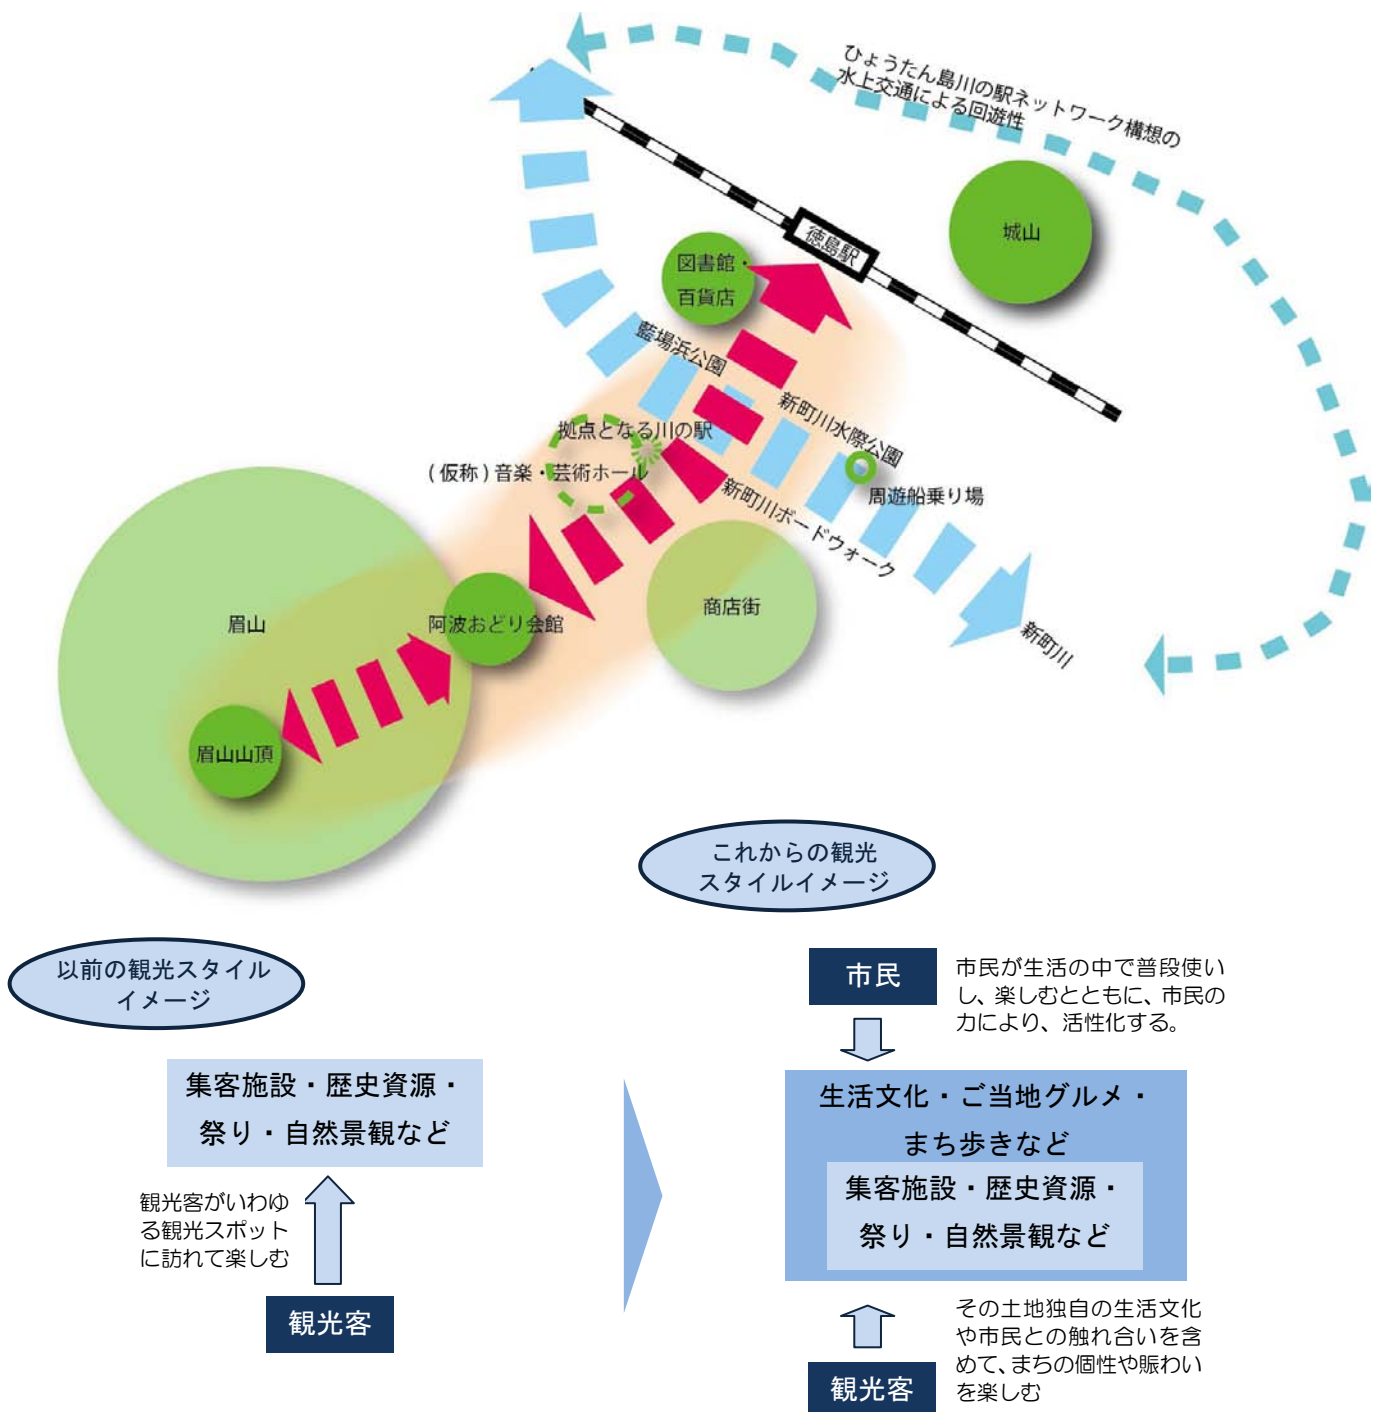 ひょうたん島川の駅ネットワーク構想の
水上交通による回遊性
城山
徳島駅
図書館・
百貨店
藍場浜公園
新町川水際公園
拠点となる川の駅
(仮称)音楽・芸術ホール
周遊船乗り場
新町川ボードウォーク
商店街
新町川
眉山
阿波おどり会館
眉山山頂
これからの観光
スタイルイメージ
以前の観光スタイル
イメージ
市民
市民が生活の中で普段使い
し、楽しむとともに、市民の
力により、活性化する。
集客施設・歴史資源・
祭り・自然景観など
観光客がいわゆ
る観光スポット
に訪れて楽しむ
観光客
生活文化・ご当地グルメ・
まち歩きなど
集客施設・歴史資源・
祭り・自然景観など
その土地独自の生活文化
や市民との触れ合いを含
めて、まちの個性や賑わい
を楽しむ
観光客